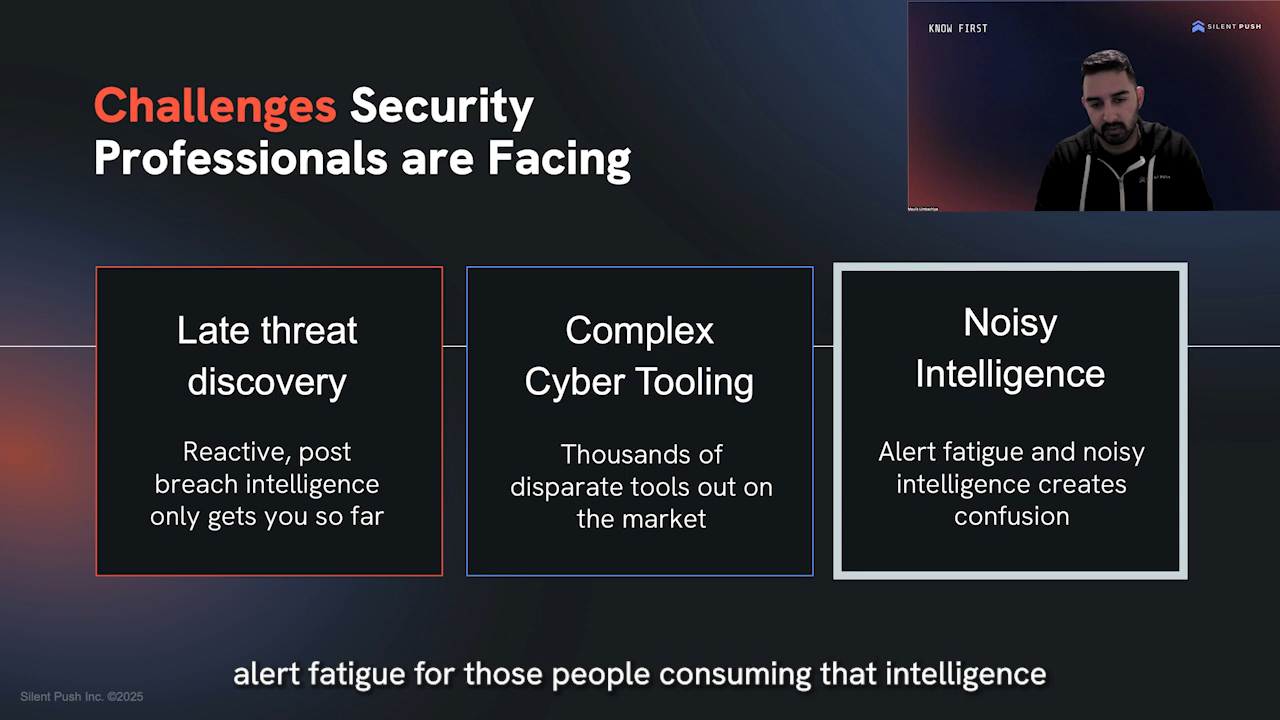 KNOW FIRST
SILENT PUSH
Challenges Security
Professionals are Facing
Late threat
discovery
Reactive, post
breach intelligence
only gets you so far
Complex
Cyber Tooling
Thousands of
disparate tools out on
the market
Noisy
Intelligence
Alert fatigue and noisy
intelligence creates
confusion
alert fatigue for those people consuming that intelligence
Silent Push Inc. ©2025